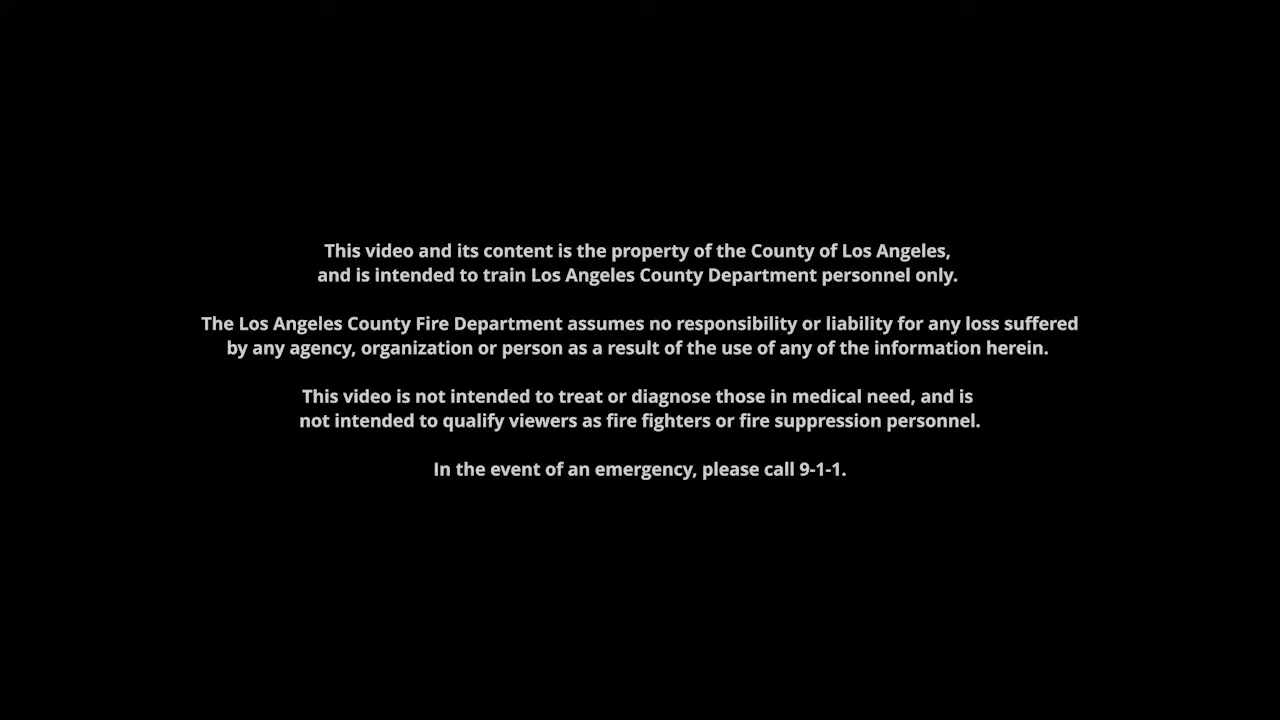 This video and its content is the property of the County of Los Angeles,
and is intended to train Los Angeles County Department personnel only.
The Los Angeles County Fire Department assumes no responsibility or liability for any loss suffered
by any agency, organization or person as a result of the use of any of the information herein.
This video is not intended to treat or diagnose those in medical need, and is
not intended to qualify viewers as fire fighters or fire suppression personnel.
In the event of an emergency, please call 9-1-1.